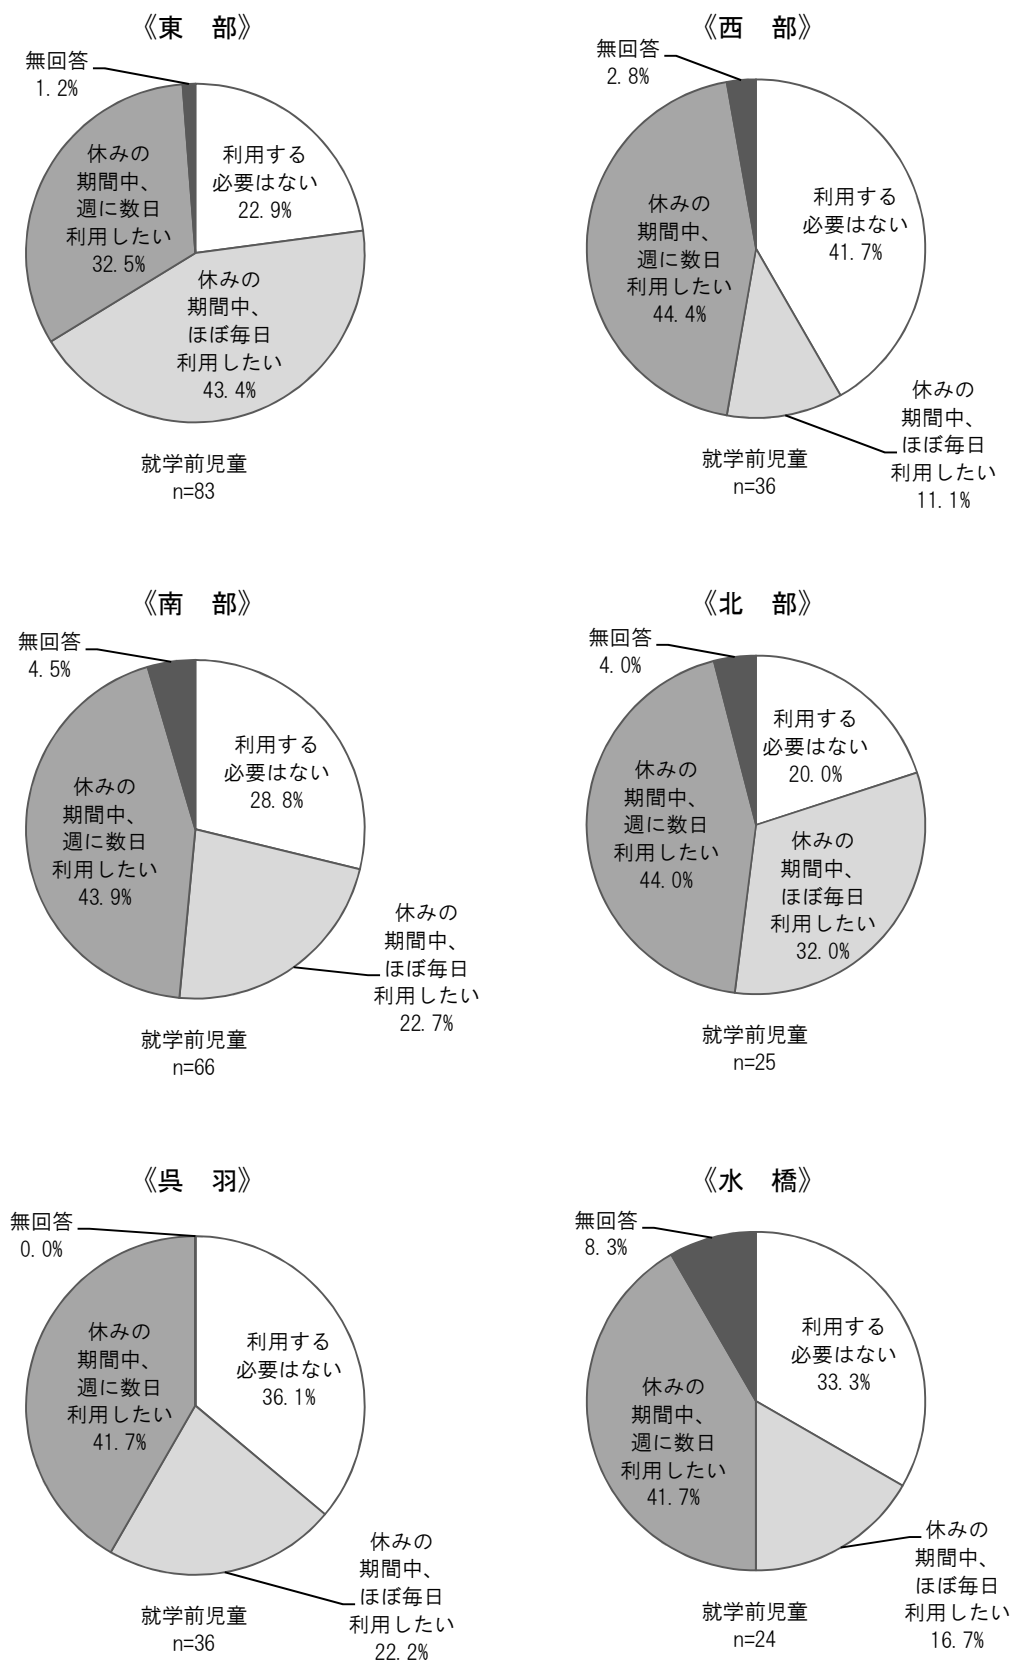 《東　部》
無回答
1.2%
利用する
必要はない
22.9%
休みの
期間中、
ほぼ毎日
利用したい
43.4%
休みの
期間中、
週に数日
利用したい
32.5%
就学前児童
n=83
《西　部》
無回答
2.8%
利用する
必要はない
41.7%
休みの
期間中、
ほぼ毎日
利用したい
11.1%
休みの
期間中、
週に数日
利用したい
44.4%
就学前児童
n=36
《南　部》
無回答
4.5%
利用する
必要はない
28.8%
休みの
期間中、
ほぼ毎日
利用したい
22.7%
休みの
期間中、
週に数日
利用したい
43.9%
就学前児童
n=66
《北　部》
無回答
4.0%
利用する
必要はない
20.0%
休みの
期間中、
ほぼ毎日
利用したい
32.0%
休みの
期間中、
週に数日
利用したい
44.0%
就学前児童
n=25
《呉　羽》
無回答
0.0%
利用する
必要はない
36.1%
休みの
期間中、
ほぼ毎日
利用したい
22.2%
休みの
期間中、
週に数日
利用したい
41.7%
就学前児童
n=36
《水　橋》
無回答
8.3%
利用する
必要はない
33.3%
休みの
期間中、
ほぼ毎日
利用したい
16.7%
休みの
期間中、
週に数日
利用したい
41.7%
就学前児童
n=24